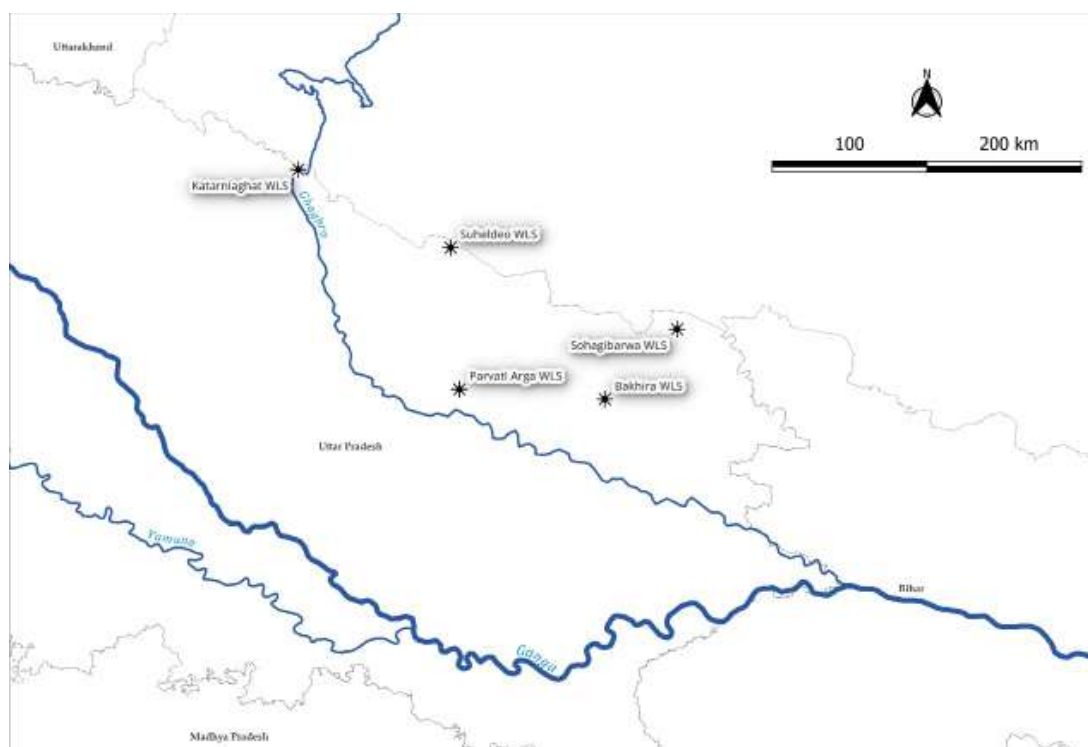 Uttarakhand
N
100
200 km
Katarniaghat WLS
Ghaghra
Suheldeo WLS
Sohagibarwa WLS
Parvati Arga WLS
Bakhira WLS
Uttar Pradesh
Yamuna
Bihar
Ganga
Madhya Pradesh